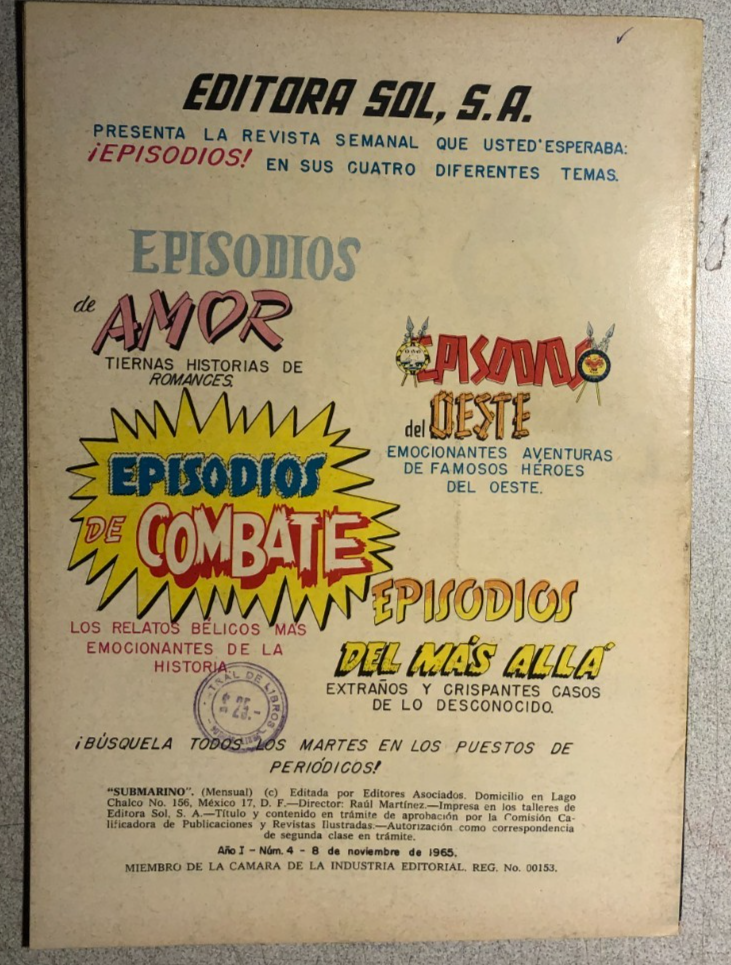 EDITORA SOL, S.A.
PRESENTA LA REVISTA SEMANAL QUE USTED ESPERABA:
¡EPISODIOS! EN SUS CUATRO DIFERENTES TEMAS.
EPISODIOS
de AMOR
TIERNAS HISTORIAS DE
ROMANCES.
EPISODIOS
del OESTE
EMOCIONANTES AVENTURAS
DE FAMOSOS HÉROES
DEL OESTE.
EPISODIOS
DE COMBATE
LOS RELATOS BÉLICOS MÁS
EMOCIONANTES DE LA
HISTORIA
EPISODIOS
DEL MÁS ALLÁ
EXTRAÑOS Y CRISPANTES CASOS
DE LO DESCONOCIDO.
TRAL DE LIBROS
¡BÚSQUELA TODOS LOS MARTES EN LOS PUESTOS DE
PERIÓDICOS!
"SUBMARINO". (Mensual) (c) Editada por Editores Asociados. Domicilio en Lago
Chalco No. 156, México 17, D. F.—Director: Raúl Martínez.—Impresa en los talleres de
Editora Sol, S. A.—Título y contenido en trámite de aprobación por la Comisión Ca-
lificadora de Publicaciones y Revistas Ilustradas.—Autorización como correspondencia
de segunda clase en trámite.
Año I - Núm. 4 - 8 de noviembre de 1965.
MIEMBRO DE LA CAMARA DE LA INDUSTRIA EDITORIAL. REG. No. 00153.